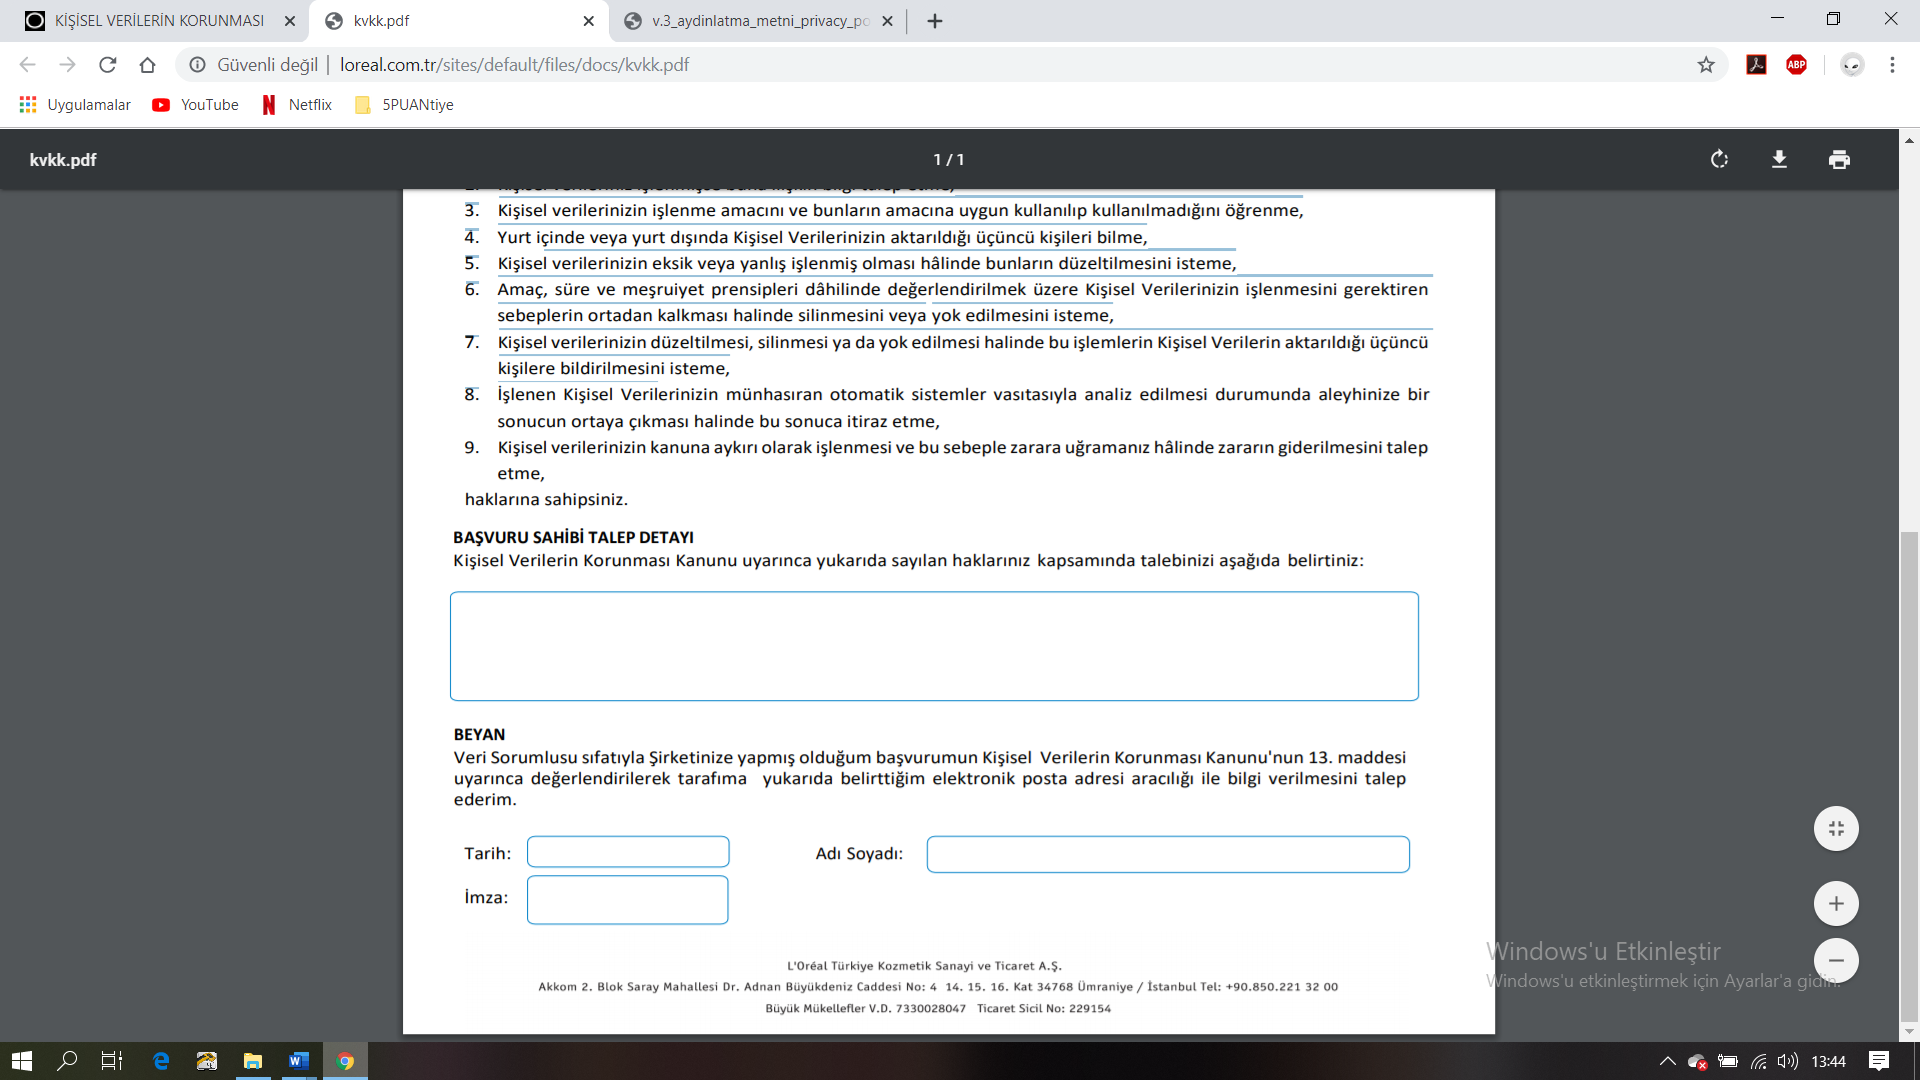 KİŞİSEL VERİLERİN KORUNMASI
kvkk.pdf
v.3_aydinlatma_metni_privacy_po
Güvenli değil | loreal.com.tr/sites/default/files/docs/kvkk.pdf
ABP
Uygulamalar
YouTube
Netflix
5PUANtiye
kvkk.pdf
1 / 1
2. Kişisel verileriniz işlenmişse buna ilişkin bilgi talep etme,
3. Kişisel verilerinizin işlenme amacını ve bunların amacına uygun kullanılıp kullanılmadığını öğrenme,
4. Yurt içinde veya yurt dışında Kişisel Verilerinizin aktarıldığı üçüncü kişileri bilme,
5. Kişisel verilerinizin eksik veya yanlış işlenmiş olması hâlinde bunların düzeltilmesini isteme,
6. Amaç, süre ve meşruiyet prensipleri dâhilinde değerlendirilmek üzere Kişisel Verilerinizin işlenmesini gerektiren
sebeplerin ortadan kalkması halinde silinmesini veya yok edilmesini isteme,
7. Kişisel verilerinizin düzeltilmesi, silinmesi ya da yok edilmesi halinde bu işlemlerin Kişisel Verilerin aktarıldığı üçüncü
kişilere bildirilmesini isteme,
8. İşlenen Kişisel Verilerinizin münhasıran otomatik sistemler vasıtasıyla analiz edilmesi durumunda aleyhinize bir
sonucun ortaya çıkması halinde bu sonuca itiraz etme,
9. Kişisel verilerinizin kanuna aykırı olarak işlenmesi ve bu sebeple zarara uğramanız hâlinde zararın giderilmesini talep
etme,
haklarına sahipsiniz.
BAŞVURU SAHİBİ TALEP DETAYI
Kişisel Verilerin Korunması Kanunu uyarınca yukarıda sayılan haklarınız kapsamında talebinizi aşağıda belirtiniz:
BEYAN
Veri Sorumlusu sıfatıyla Şirketinize yapmış olduğum başvurumun Kişisel Verilerin Korunması Kanunu'nun 13. maddesi
uyarınca değerlendirilerek tarafıma yukarıda belirttiğim elektronik posta adresi aracılığı ile bilgi verilmesini talep
ederim.
Tarih:
Adı Soyadı:
İmza:
L'Oréal Türkiye Kozmetik Sanayi ve Ticaret A.Ş.
Akkom 2. Blok Saray Mahallesi Dr. Adnan Büyükdeniz Caddesi No: 4 14. 15. 16. Kat 34768 Ümraniye / İstanbul Tel: +90.850.221 32 00
Büyük Mükellefler V.D. 7330028047 Ticaret Sicil No: 229154
Windows'u Etkinleştir
Windows'u etkinleştirmek için Ayarlar'a gidin.
13:44